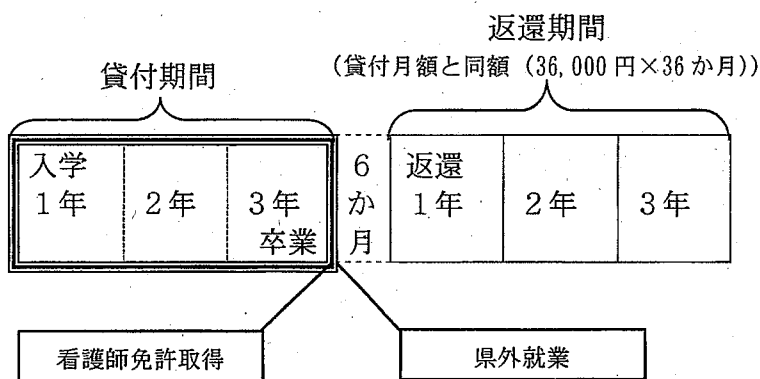 返還期間
(貸付月額と同額(36,000円×36か月))
貸付期間
入学
1年
2年
3年
卒業
6か月
返還
1年
2年
3年
看護師免許取得
県外就業